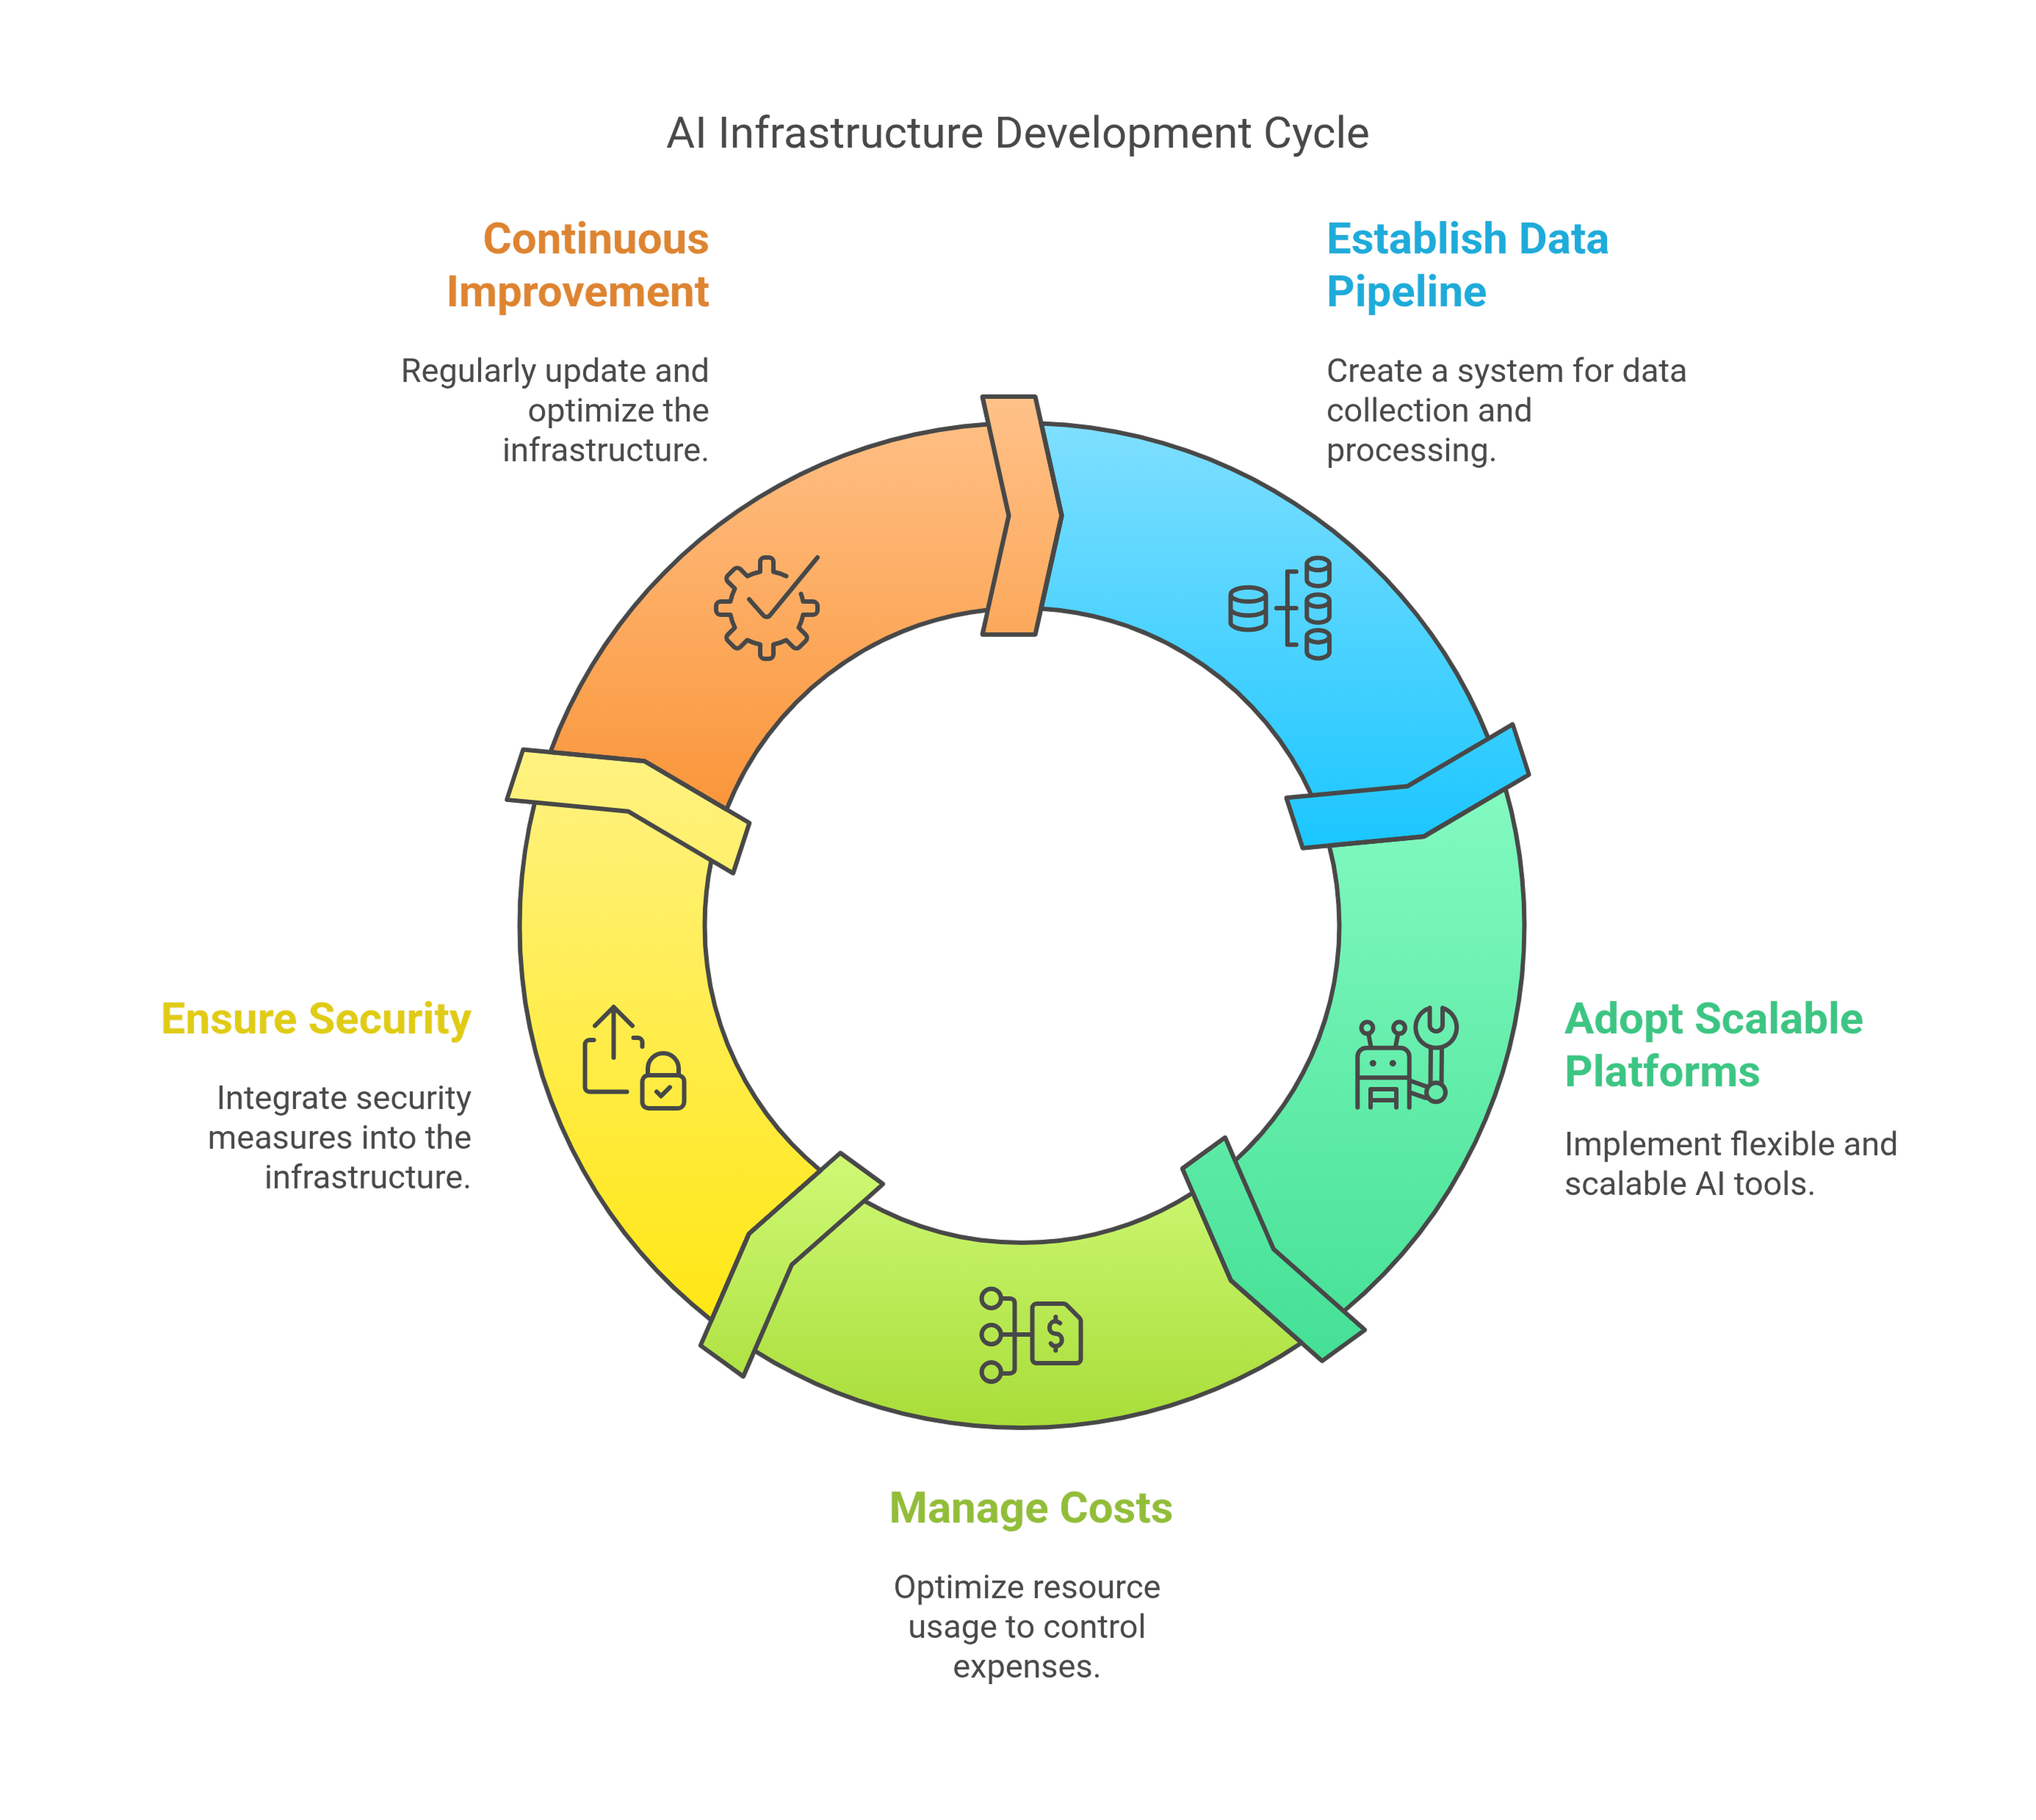 AI Infrastructure Development Cycle
Continuous
Improvement
Regularly update and
optimize the
infrastructure.
Establish Data
Pipeline
Create a system for data
collection and
processing.
Ensure Security
Integrate security
measures into the
infrastructure.
Adopt Scalable
Platforms
Implement flexible and
scalable AI tools.
$
Manage Costs
Optimize resource
usage to control
expenses.